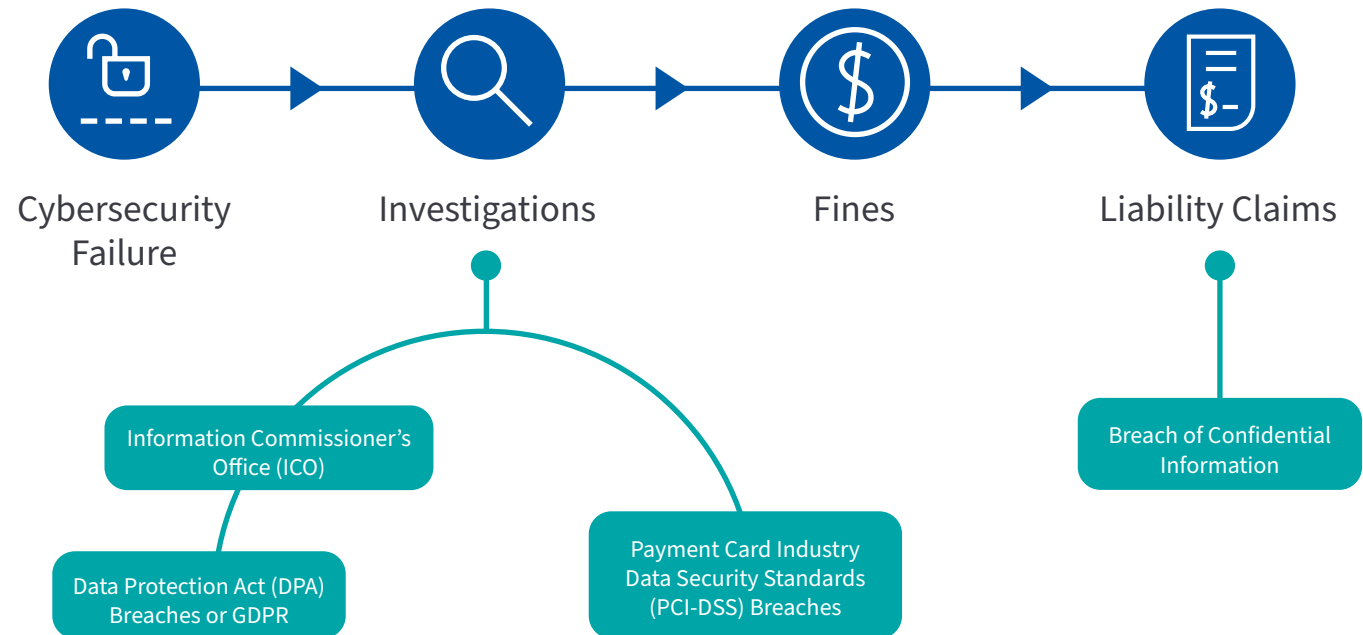 Cybersecurity
Failure
Investigations
Fines
Liability Claims
Information Commissioner’s
Office (ICO)
Data Protection Act (DPA)
Breaches or GDPR
Payment Card Industry
Data Security Standards
(PCI-DSS) Breaches
Breach of Confidential
Information